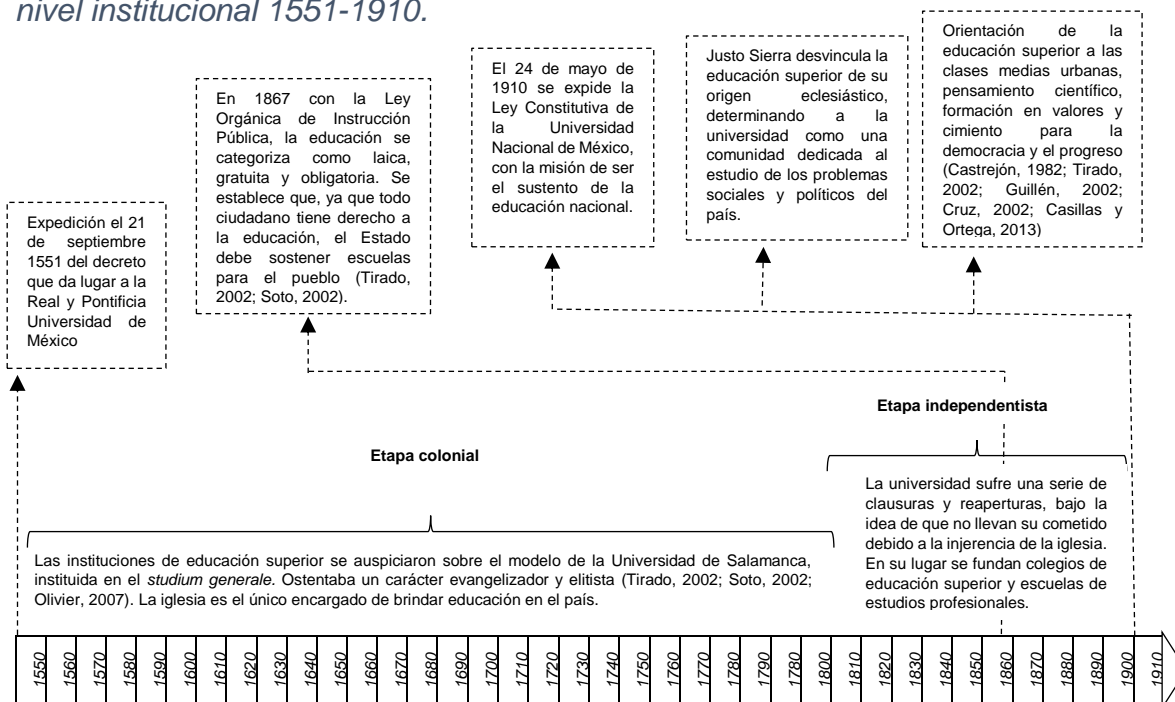 nivel institucional 1551-1910.
Expedición el 21
de septiembre
1551 del decreto
que da lugar a la
Real y Pontificia
Universidad de
México
En 1867 con la Ley
Orgánica de Instrucción
Pública, la educación se
categoriza como laica,
gratuita y obligatoria. Se
establece que, ya que todo
ciudadano tiene derecho a
la educación, el Estado
debe sostener escuelas
para el pueblo (Tirado,
2002; Soto, 2002).
El 24 de mayo de
1910 se expide la
Ley Constitutiva de
la Universidad
Nacional de México,
con la misión de ser
el sustento de la
educación nacional.
Justo Sierra desvincula la
educación superior de su
origen eclesiástico,
determinando a la
universidad como una
comunidad dedicada al
estudio de los problemas
sociales y políticos del
país.
Orientación de la
educación superior a las
clases medias urbanas,
pensamiento científico,
formación en valores y
cimiento para la
democracia y el progreso
(Castrejón, 1982; Tirado,
2002; Guillén, 2002;
Cruz, 2002; Casillas y
Ortega, 2013)
Etapa colonial
Las instituciones de educación superior se auspiciaron sobre el modelo de la Universidad de Salamanca,
instituida en el studium generale. Ostentaba un carácter evangelizador y elitista (Tirado, 2002; Soto, 2002;
Olivier, 2007). La iglesia es el único encargado de brindar educación en el país.
Etapa independentista
La universidad sufre una serie de
clausuras y reaperturas, bajo la
idea de que no llevan su cometido
debido a la injerencia de la iglesia.
En su lugar se fundan colegios de
educación superior y escuelas de
estudios profesionales.
1550
1560
1570
1580
1590
1600
1610
1620
1630
1640
1650
1660
1670
1680
1690
1700
1710
1720
1730
1740
1750
1760
1770
1780
1790
1780
1800
1810
1820
1830
1840
1850
1860
1870
1880
1890
1900
1910